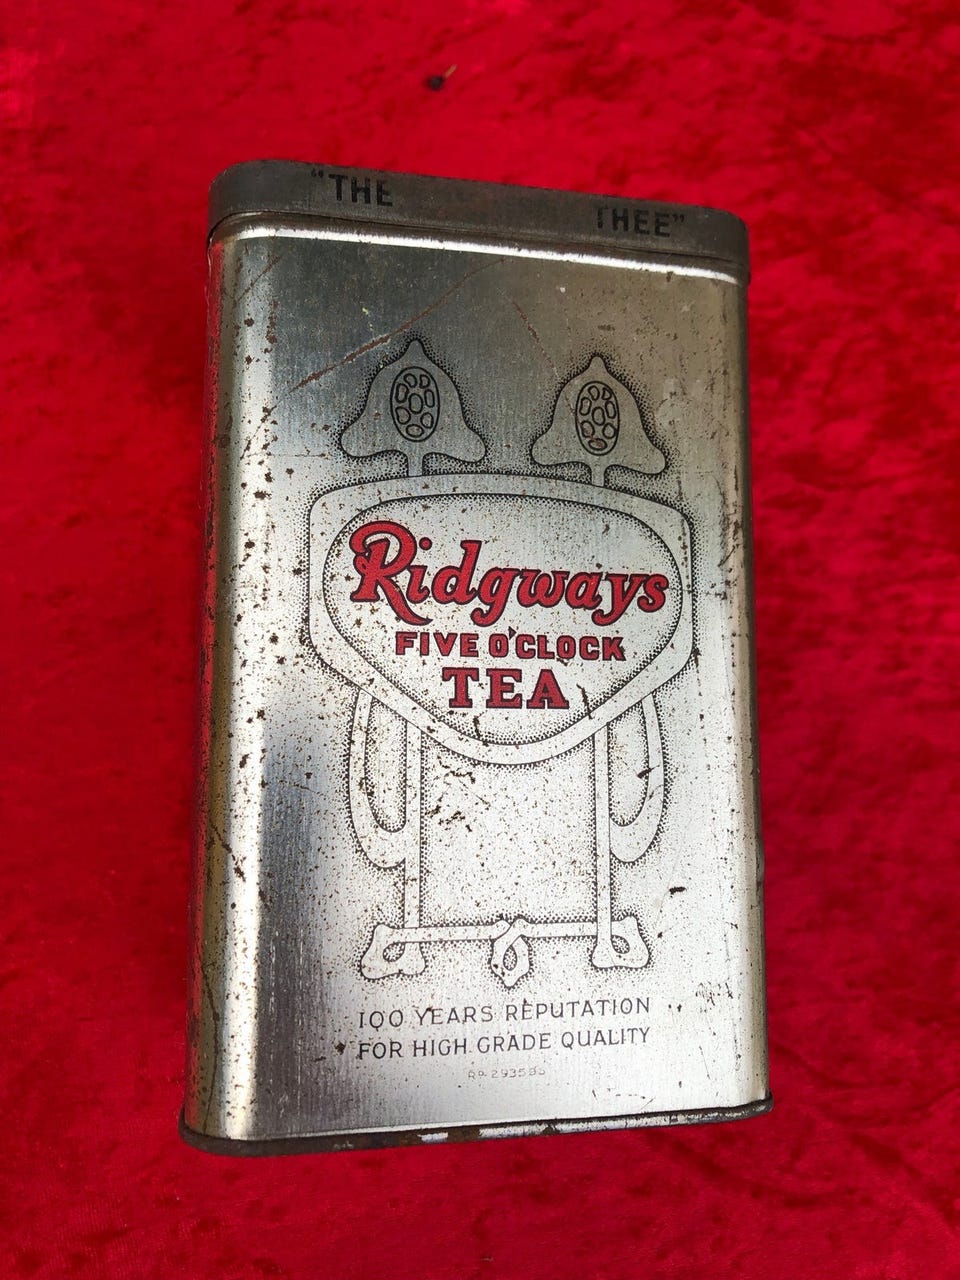 "THE THEE"
Ridgways
FIVE O'CLOCK
TEA
100 YEARS REPUTATION
FOR HIGH GRADE QUALITY